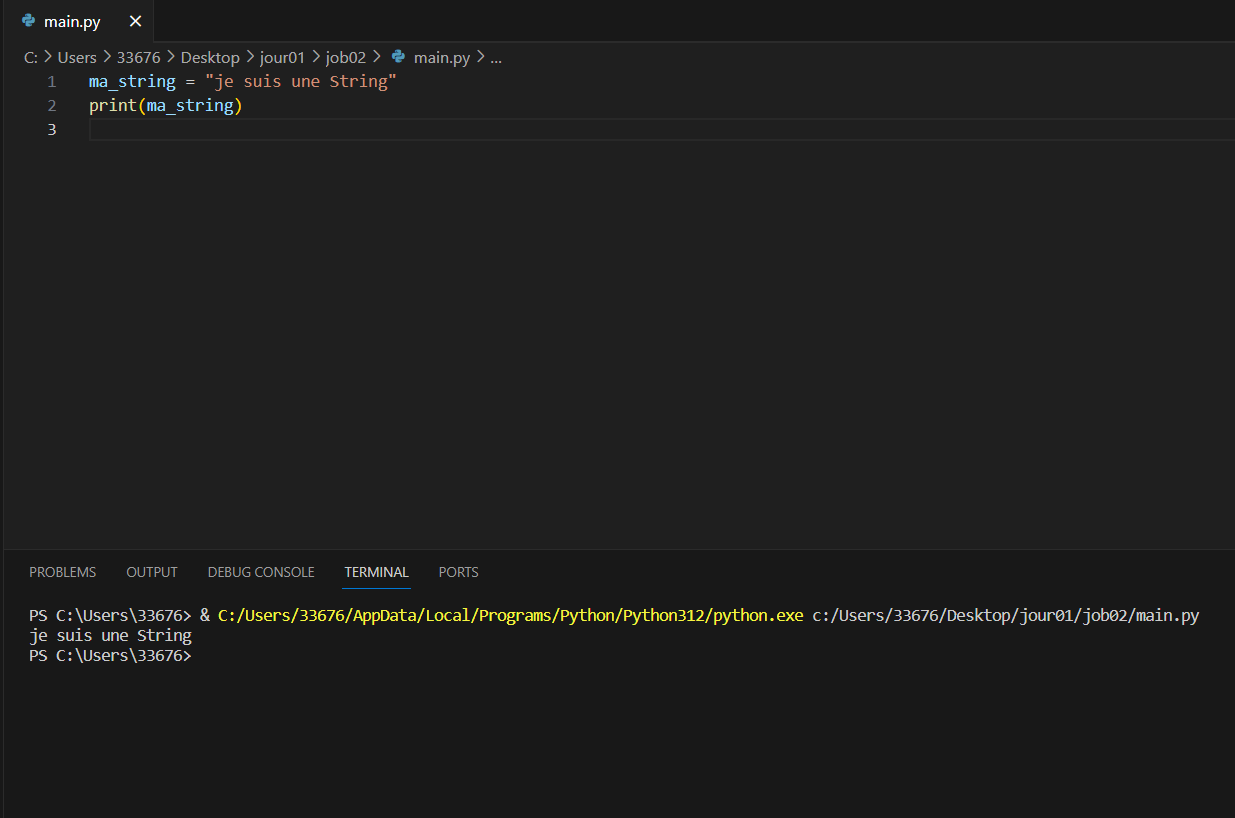 main.py
C: > Users > 33676 > Desktop > jour01 > job02 > main.py > ...
1 ma_string = "je suis une String"
2 print(ma_string)
3
PROBLEMS OUTPUT DEBUG CONSOLE TERMINAL PORTS
PS C:\Users\33676> & C:/Users/33676/AppData/Local/Programs/Python/Python312/python.exe c:/Users/33676/Desktop/jour01/job02/main.py
je suis une String
PS C:\Users\33676>